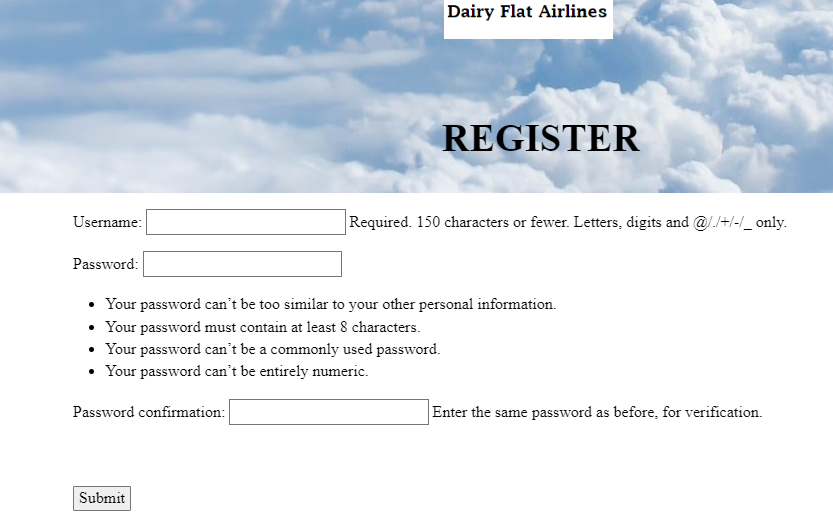 Dairy Flat Airlines
REGISTER
Username: Required. 150 characters or fewer. Letters, digits and @/./+/-/_ only.
Password:
• Your password can’t be too similar to your other personal information.
• Your password must contain at least 8 characters.
• Your password can’t be a commonly used password.
• Your password can’t be entirely numeric.
Password confirmation: Enter the same password as before, for verification.
Submit